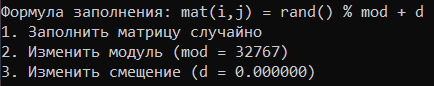 Формула заполнения: mat(i,j) = rand() % mod + d
1. Заполнить матрицу случайно
2. Изменить модуль (mod = 32767)
3. Изменить смещение (d = 0.000000)